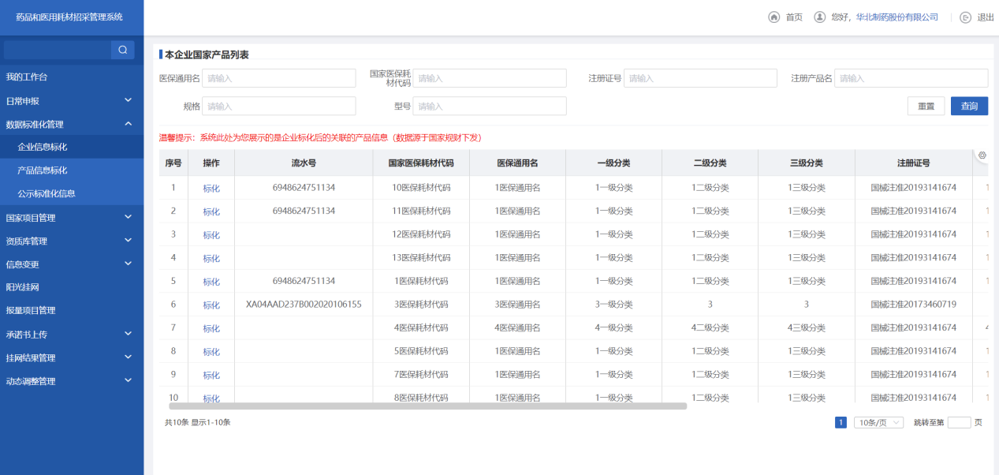 药品和医用耗材招采管理系统
首页 您好, 华北制药股份有限公司 退出
我的工作台
日常申报
数据标准化管理
企业信息标化
产品信息标化
公示标准化信息
国家项目管理
资质库管理
信息变更
阳光挂网
报量项目管理
承诺书上传
挂网结果管理
动态调整管理
本企业国家产品列表
医保通用名 请输入 国家医保耗材代码 请输入 注册证号 请输入 注册产品名 请输入
规格 请输入 型号 请输入 重置 查询
温馨提示：系统此处为您展示的是企业标化后的关联的产品信息（数据源于国家规财下发）
序号 操作 流水号 国家医保耗材代码 医保通用名 一级分类 二级分类 三级分类 注册证号
1 标化 6948624751134 10医保耗材代码 1医保通用名 1一级分类 1二级分类 1三级分类 国械注准20193141674 1
2 标化 6948624751134 11医保耗材代码 1医保通用名 1一级分类 1二级分类 1三级分类 国械注准20193141674 1
3 标化 12医保耗材代码 1医保通用名 1一级分类 1二级分类 1三级分类 国械注准20193141674 1
4 标化 13医保耗材代码 1医保通用名 1一级分类 1二级分类 1三级分类 国械注准20193141674 1
5 标化 6948624751134 1医保耗材代码 1医保通用名 1一级分类 1二级分类 1三级分类 国械注准20193141674 1
6 标化 XA04AAD237B002020106155 3医保耗材代码 3医保通用名 3一级分类 3 3 国械注准20173460719
7 标化 4医保耗材代码 4医保通用名 4一级分类 4二级分类 4三级分类 国械注准20193141674 4
8 标化 5医保耗材代码 1医保通用名 1一级分类 1二级分类 1三级分类 国械注准20193141674 1
9 标化 7医保耗材代码 1医保通用名 1一级分类 1二级分类 1三级分类 国械注准20193141674 1
10 标化 8医保耗材代码 1医保通用名 1一级分类 1二级分类 1三级分类 国械注准20193141674 1
共10条 显示1-10条 1 10条/页 跳转至第 页